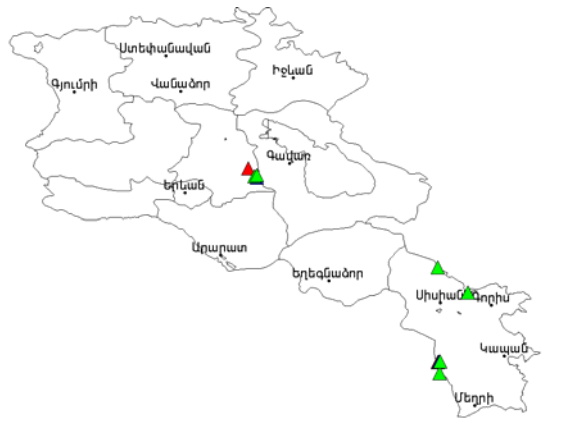 Ստեփանավան
Իջևան
Գյումրի
Վանաձոր
Գավառ
Երևան
Արարատ
Եղեգնաձոր
Սիսիան
Գորիս
Կապան
Մեղրի